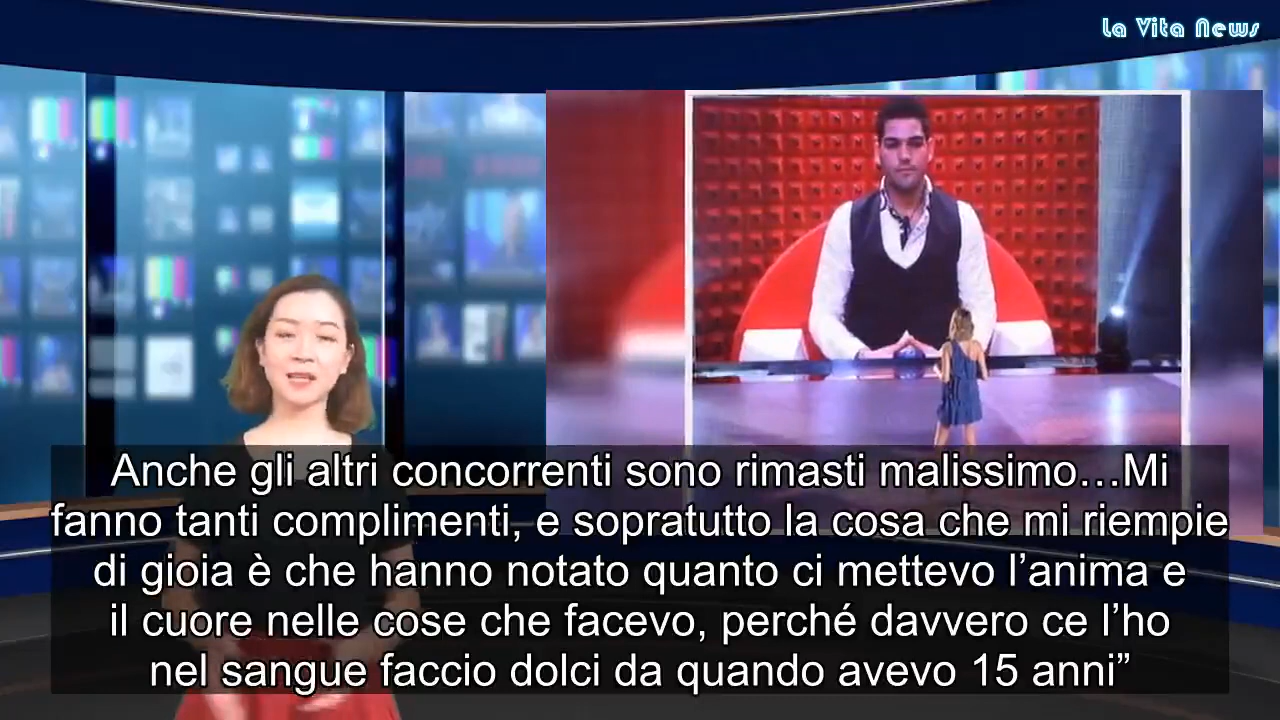 La Vita News
Anche gli altri concorrenti sono rimasti malissimo…Mi
fanno tanti complimenti, e sopratutto la cosa che mi riempie
di gioia è che hanno notato quanto ci mettevo l’anima e
il cuore nelle cose che facevo, perché davvero ce l’ho
nel sangue faccio dolci da quando avevo 15 anni”